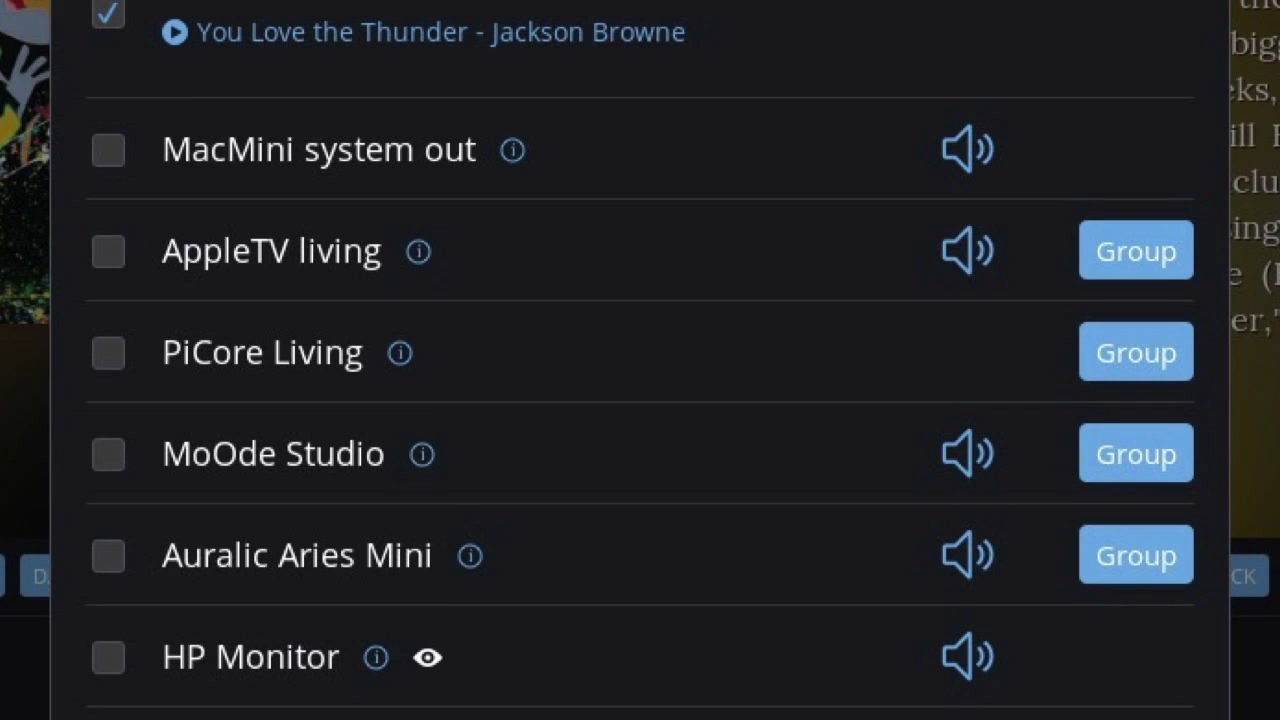 You Love the Thunder - Jackson Browne
MacMini system out
AppleTV living
Group
PiCore Living
Group
MoOde Studio
Group
Auralic Aries Mini
Group
HP Monitor